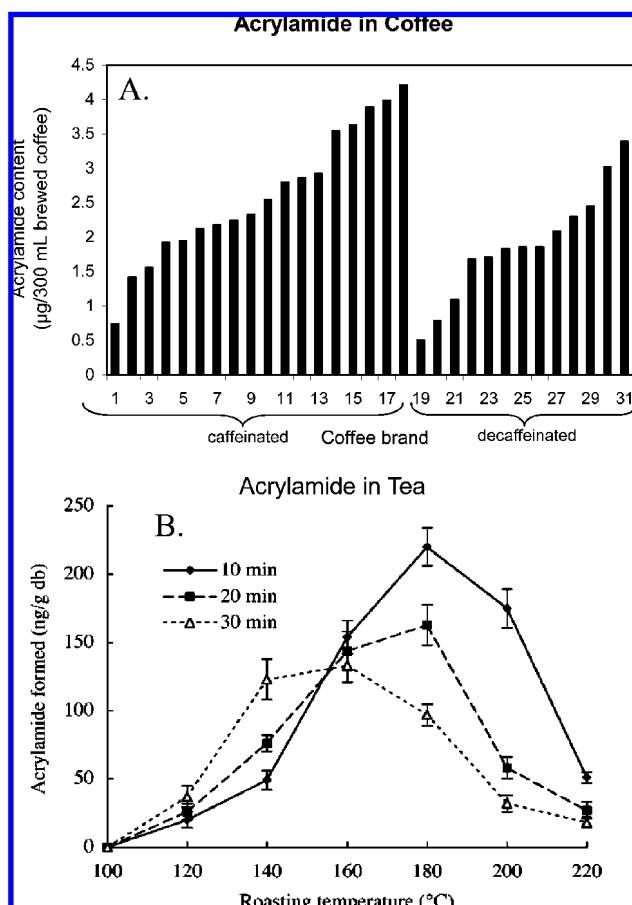 Acrylamide in Coffee
A.
Acrylamide content
(µg/300 mL brewed coffee)
4.5
4
3.5
3
2.5
2
1.5
1
0.5
0
1 3 5 7 9 11 13 15 17 19 21 23 25 27 29 31
caffeinated Coffee brand decaffeinated
Acrylamide in Tea
B.
10 min
20 min
30 min
Acrylamide formed (ng/g db)
250
200
150
100
50
0
100 120 140 160 180 200 220
Roasting temperature (°C)